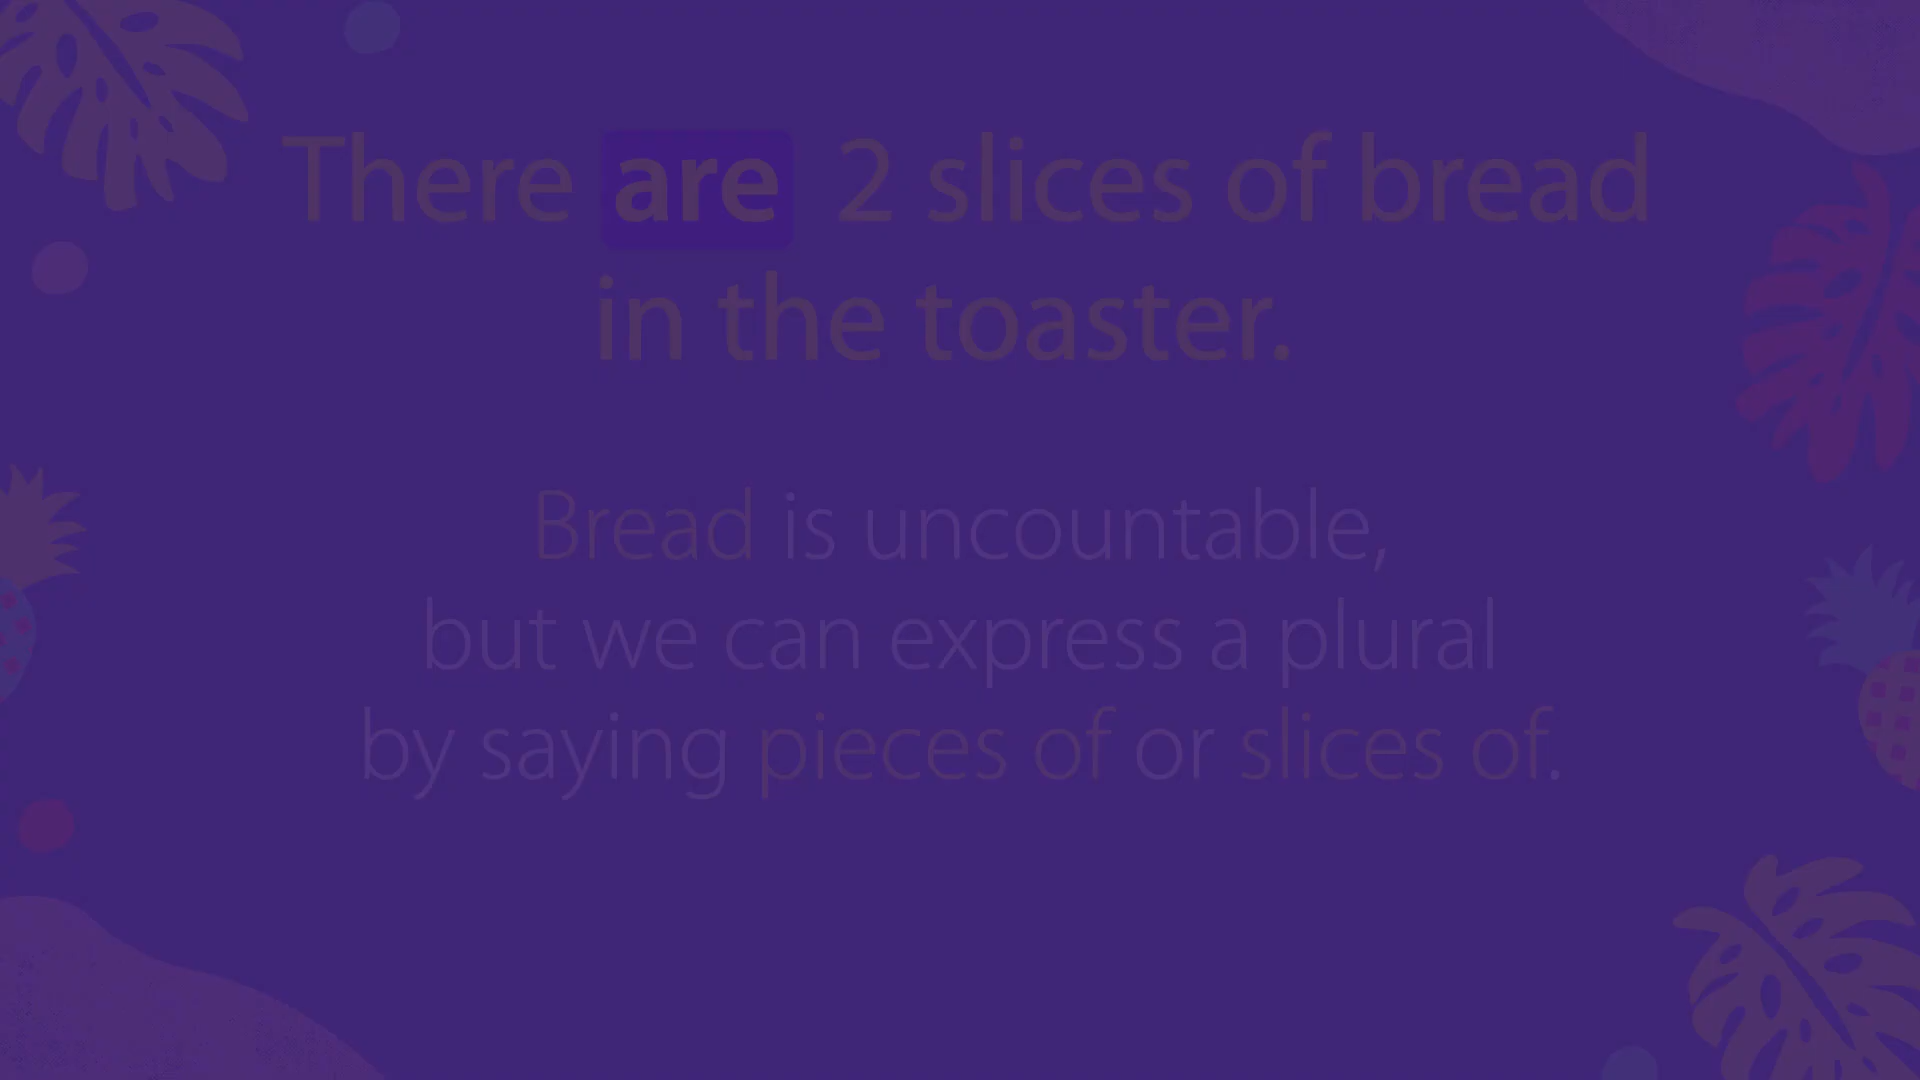 There are 2 slices of bread
in the toaster.
Bread is uncountable,
but we can express a plural
by saying pieces of or slices of.